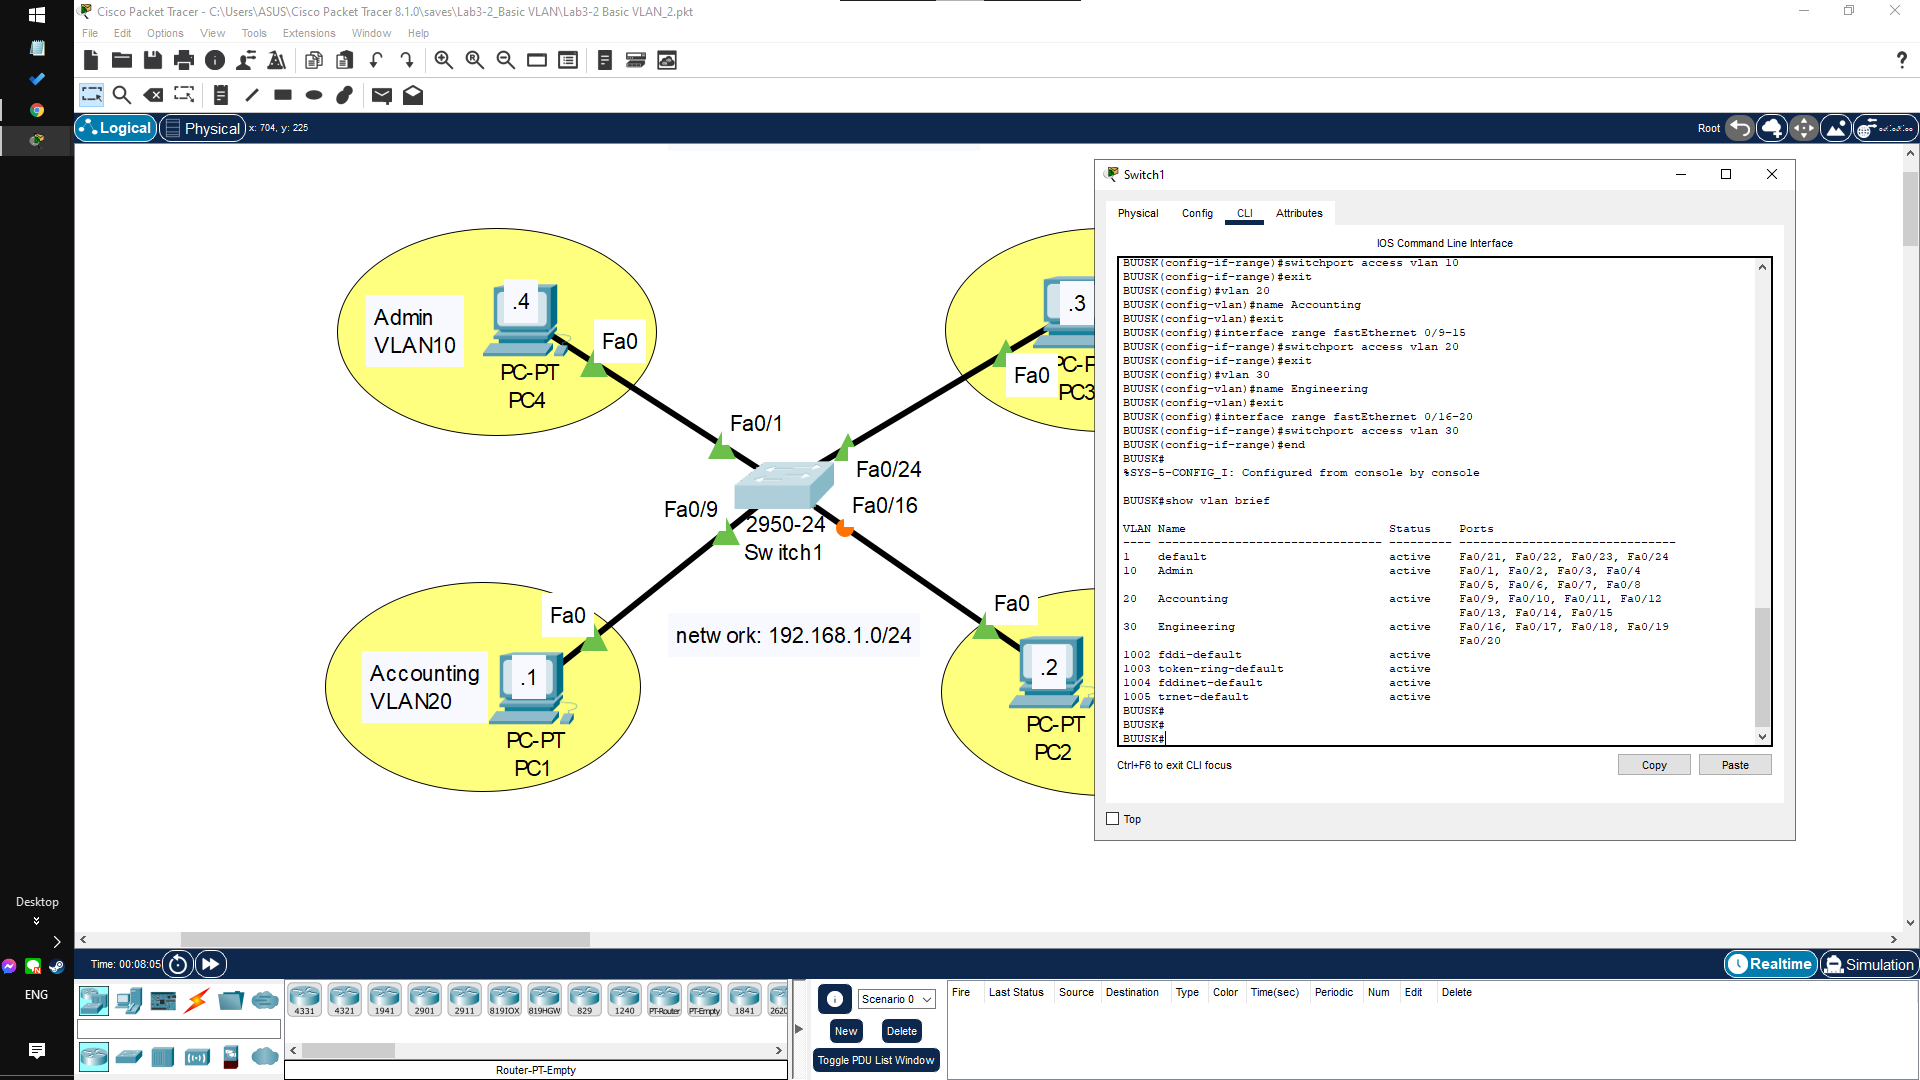 Cisco Packet Tracer - C:\Users\ASUS\Cisco Packet Tracer 8.1.0\saves\Lab3-2_Basic VLAN\Lab3-2 Basic VLAN_2.pkt
File Edit Options View Tools Extensions Window Help
Logical Physical x: 704, y: 225
Root
Admin
VLAN10
.4
Fa0
PC-PT
PC4
.3
Fa0
PC-P
PC3
Fa0/1
Fa0/24
Fa0/9
Fa0/16
2950-24
Switch1
Accounting
VLAN20
.1
Fa0
PC-PT
PC1
network: 192.168.1.0/24
Fa0
.2
PC-PT
PC2
Switch1
Physical Config CLI Attributes
IOS Command Line Interface
BUUSK(config-if-range)#switchport access vlan 10
BUUSK(config-if-range)#exit
BUUSK(config)#vlan 20
BUUSK(config-vlan)#name Accounting
BUUSK(config-vlan)#exit
BUUSK(config)#interface range fastEthernet 0/9-15
BUUSK(config-if-range)#switchport access vlan 20
BUUSK(config-if-range)#exit
BUUSK(config)#vlan 30
BUUSK(config-vlan)#name Engineering
BUUSK(config-vlan)#exit
BUUSK(config)#interface range fastEthernet 0/16-20
BUUSK(config-if-range)#switchport access vlan 30
BUUSK(config-if-range)#end
BUUSK#
%SYS-5-CONFIG_I: Configured from console by console
BUUSK#show vlan brief
VLAN Name Status Ports
---- -------------------------------- --------- -------------------------------
1 default active Fa0/21, Fa0/22, Fa0/23, Fa0/24
10 Admin active Fa0/1, Fa0/2, Fa0/3, Fa0/4
Fa0/5, Fa0/6, Fa0/7, Fa0/8
20 Accounting active Fa0/9, Fa0/10, Fa0/11, Fa0/12
Fa0/13, Fa0/14, Fa0/15
30 Engineering active Fa0/16, Fa0/17, Fa0/18, Fa0/19
Fa0/20
1002 fddi-default active
1003 token-ring-default active
1004 fddinet-default active
1005 trnet-default active
BUUSK#
BUUSK#
BUUSK#
Ctrl+F6 to exit CLI focus
Copy Paste
Top
Desktop
ENG
Time: 00:08:05
Realtime Simulation
4331 4321 1941 2901 2911 819IOX 819HGW 829 1240 PT-Router PT-Empty 1841 2620
Router-PT-Empty
Scenario 0
New Delete
Toggle PDU List Window
Fire Last Status Source Destination Type Color Time(sec) Periodic Num Edit Delete